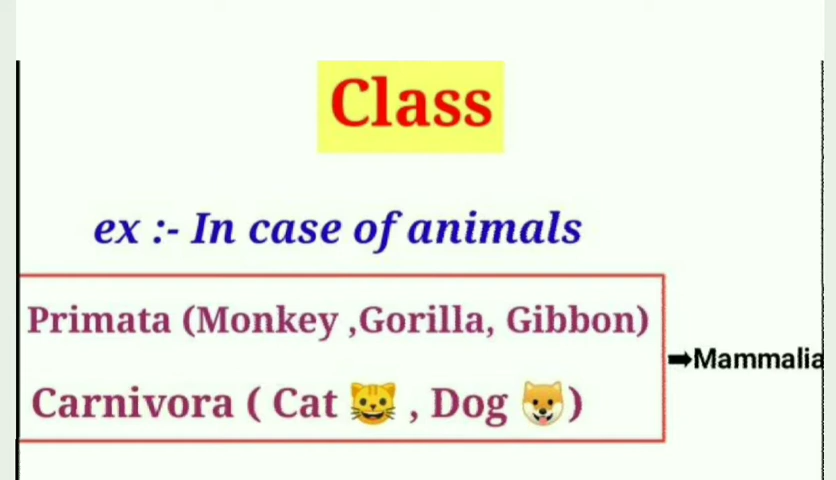 Class
ex :- In case of animals
Primata (Monkey ,Gorilla, Gibbon)
➡Mammalia
Carnivora ( Cat 😺 , Dog 🐶)